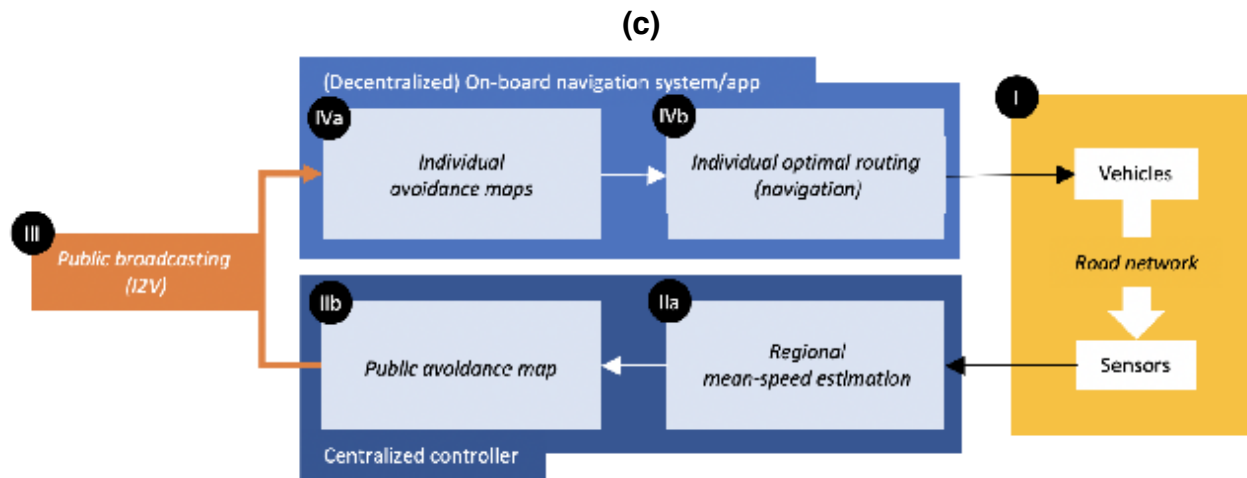 (c)
(Decentralized) On-board navigation system/app
I
IVa
IVb
Individual
avoidance maps
Individual optimal routing
(navigation)
Vehicles
III
Public broadcasting
(I2V)
Road network
IIb
IIa
Public avoidance map
Regional
mean-speed estimation
Sensors
Centralized controller